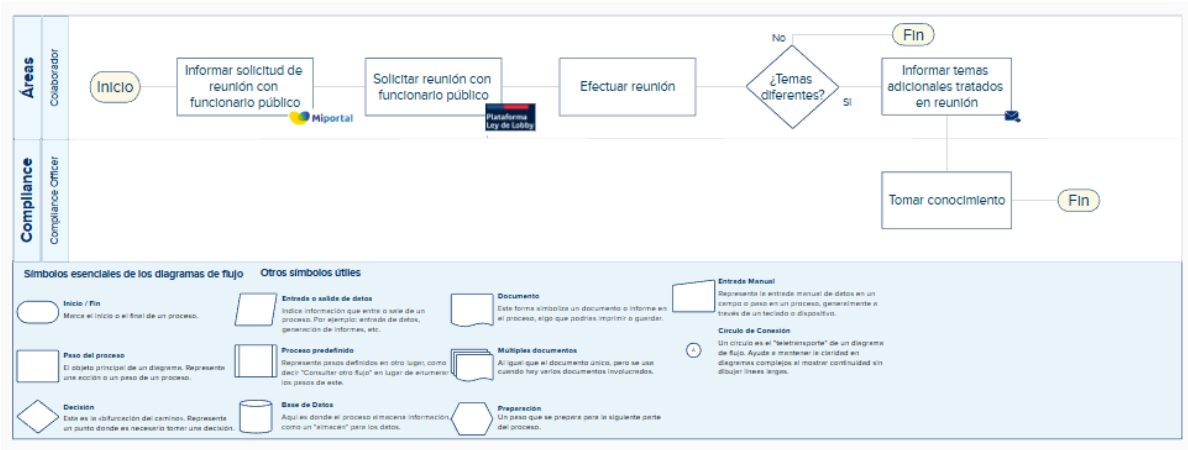 Áreas
Colaborador
Inicio
Informar solicitud de
reunión con
funcionario público
Miportal
Solicitar reunión con
funcionario público
Plataforma
Ley de Lobby
Efectuar reunión
¿Temas
diferentes?
No
Fin
SI
Informar temas
adicionales tratados
en reunión
Compliance
Compliance Officer
Tomar conocimiento
Fin
Símbolos esenciales de los diagramas de flujo
Inicio / Fin
Marca el inicio o el final de un proceso.
Paso del proceso
El objeto principal de un diagrama. Representa
una acción o un paso de un proceso.
Decisión
Esta es la «bifurcación del camino». Representa
un punto donde es necesario tomar una decisión.
Otros símbolos útiles
Entrada o salida de datos
Indica información que entra o sale de un
proceso. Por ejemplo: entrada de datos,
generación de informes, etc.
Proceso predefinido
Representa pasos definidos en otro lugar, como
decir "Consultar otro flujo" en lugar de enumerar
los pasos de este.
Base de Datos
Aquí es donde el proceso almacena información,
como un "almacén" para los datos.
Documento
Esta forma simboliza un documento o informe en
el proceso, algo que podrías imprimir o guardar.
Múltiples documentos
Al igual que el documento único, pero se usa
cuando hay varios documentos involucrados.
Preparación
Un paso que se prepara para la siguiente parte
del proceso.
Entrada Manual
Representa la entrada manual de datos en un
campo o paso en un proceso, generalmente a
través de un teclado o dispositivo.
Círculo de Conexión
Un círculo es el "teletransporte" de un diagrama
de flujo. Ayuda a mantener la claridad en
diagramas complejos al mostrar continuidad sin
dibujar líneas largas.
A